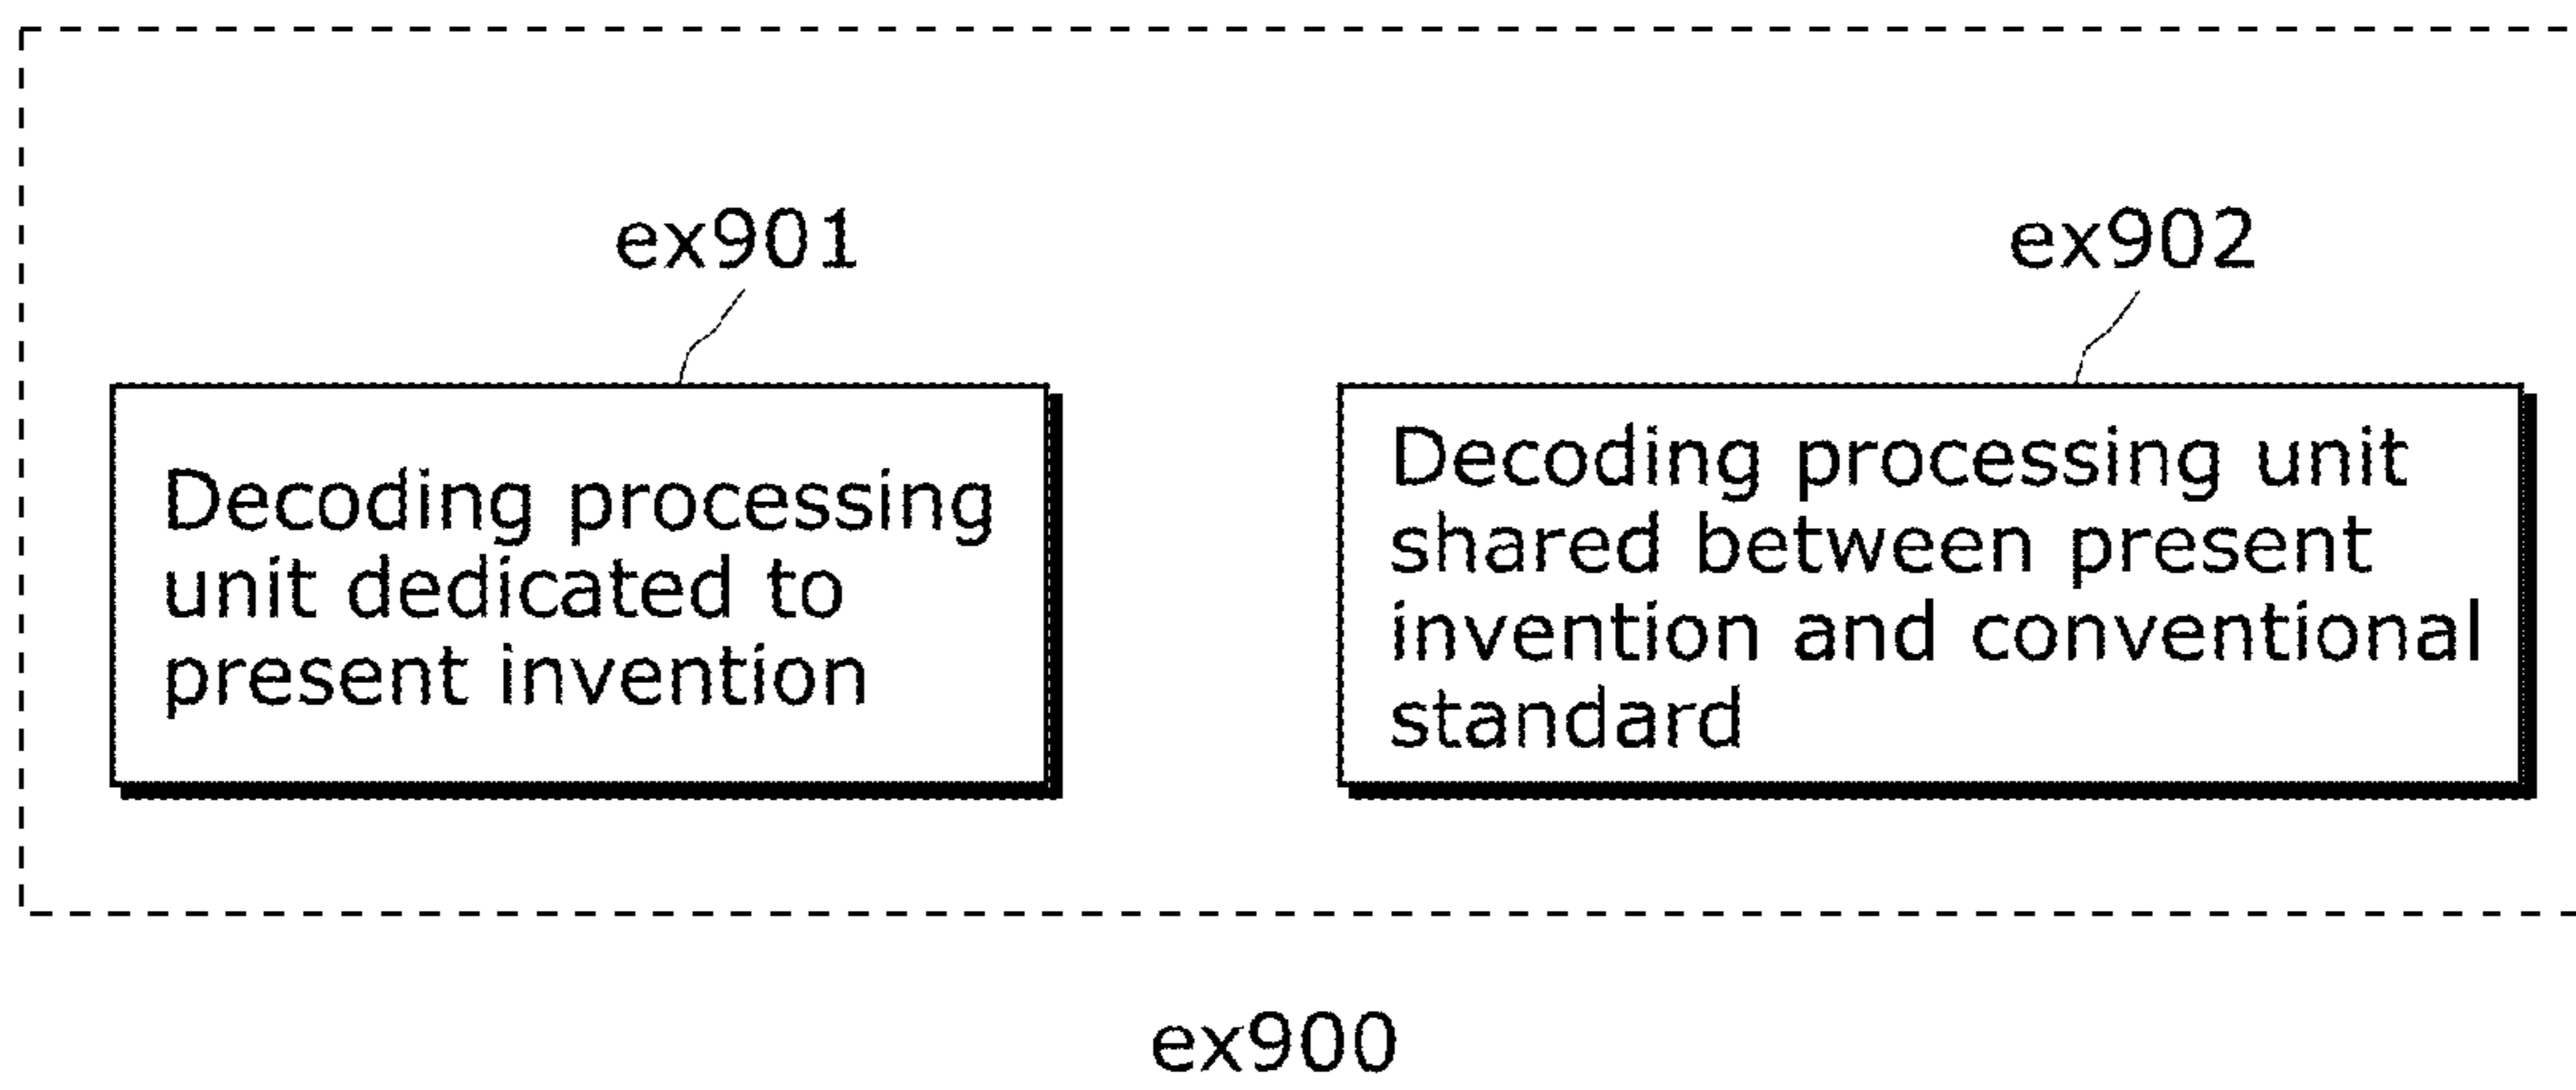 ex901
ex902
Decoding processing
unit dedicated to
present invention
Decoding processing unit
shared between present
invention and conventional
standard
ex900